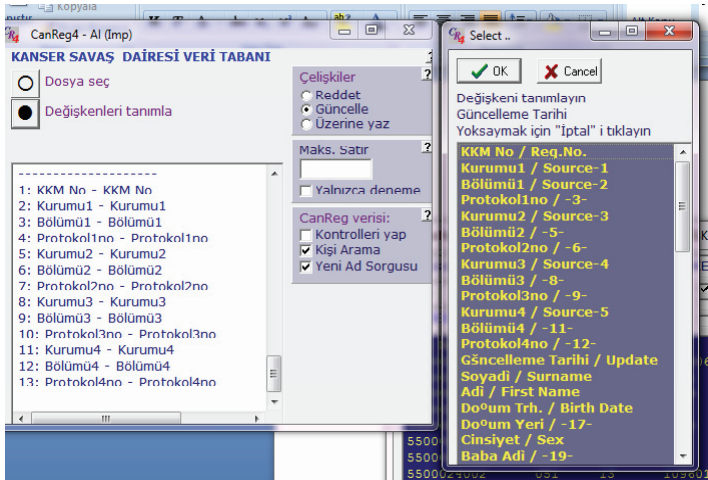 Kopyala
CanReg4 - Al (Imp)
KANSER SAVAŞ DAİRESİ VERİ TABANI
Dosya seç
Değişkenleri tanımla
Çelişkiler
?
Reddet
Güncelle
Üzerine yaz
Maks. Satır
?
Yalnızca deneme
CanReg verisi:
?
Kontrolleri yap
Kişi Arama
Yeni Ad Sorgusu
--------------------
1: KKM No - KKM No
2: Kurumu1 - Kurumu1
3: Bölümü1 - Bölümü1
4: Protokol1no - Protokol1no
5: Kurumu2 - Kurumu2
6: Bölümü2 - Bölümü2
7: Protokol2no - Protokol2no
8: Kurumu3 - Kurumu3
9: Bölümü3 - Bölümü3
10: Protokol3no - Protokol3no
11: Kurumu4 - Kurumu4
12: Bölümü4 - Bölümü4
13: Protokol4no - Protokol4no
Select ..
OK
Cancel
Değişkeni tanımlayın
Güncelleme Tarihi
Yoksaymak için "İptal" i tıklayın
KKM No / Reg.No.
Kurumu1 / Source-1
Bölümü1 / Source-2
Protokol1no / -3-
Kurumu2 / Source-3
Bölümü2 / -5-
Protokol2no / -6-
Kurumu3 / Source-4
Bölümü3 / -8-
Protokol3no / -9-
Kurumu4 / Source-5
Bölümü4 / -11-
Protokol4no / -12-
Gšncelleme Tarihi / Update
Soyadi / Surname
Adi / First Name
Doºum Trh. / Birth Date
Doºum Yeri / -17-
Cinsiyet / Sex
Baba Adi / -19-